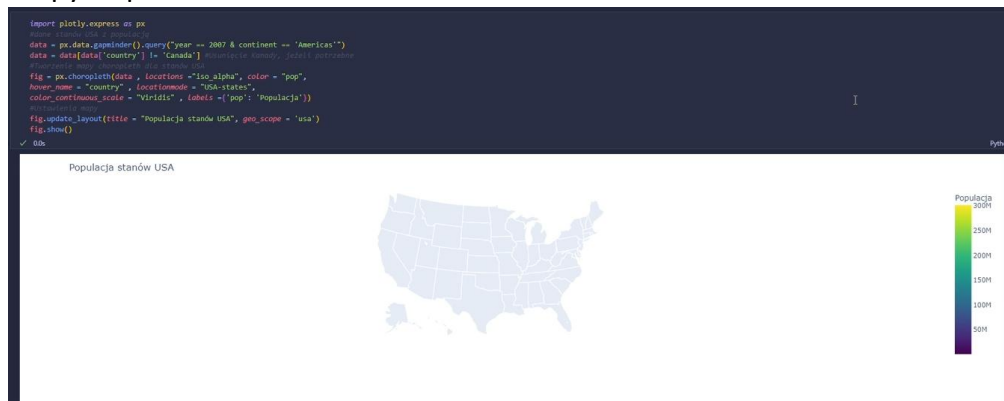 import plotly.express as px
#dane stanów USA z populacją
data = px.data.gapminder().query("year == 2007 & continent == 'Americas'")
data = data[data['country'] != 'Canada'] #Usunięcie Kanady, jeżeli potrzebne
#Tworzenie mapy choropleth dla stanów USA
fig = px.choropleth(data , locations ="iso_alpha", color = "pop",
hover_name = "country" , locationmode = "USA-states",
color_continuous_scale = "Viridis" , labels ={'pop': 'Populacja'})
#Ustawienie mapy
fig.update_layout(title = "Populacja stanów USA", geo_scope = 'usa')
fig.show()
✓ 0.0s
Pyth
Populacja stanów USA
Populacja
300M
250M
200M
150M
100M
50M